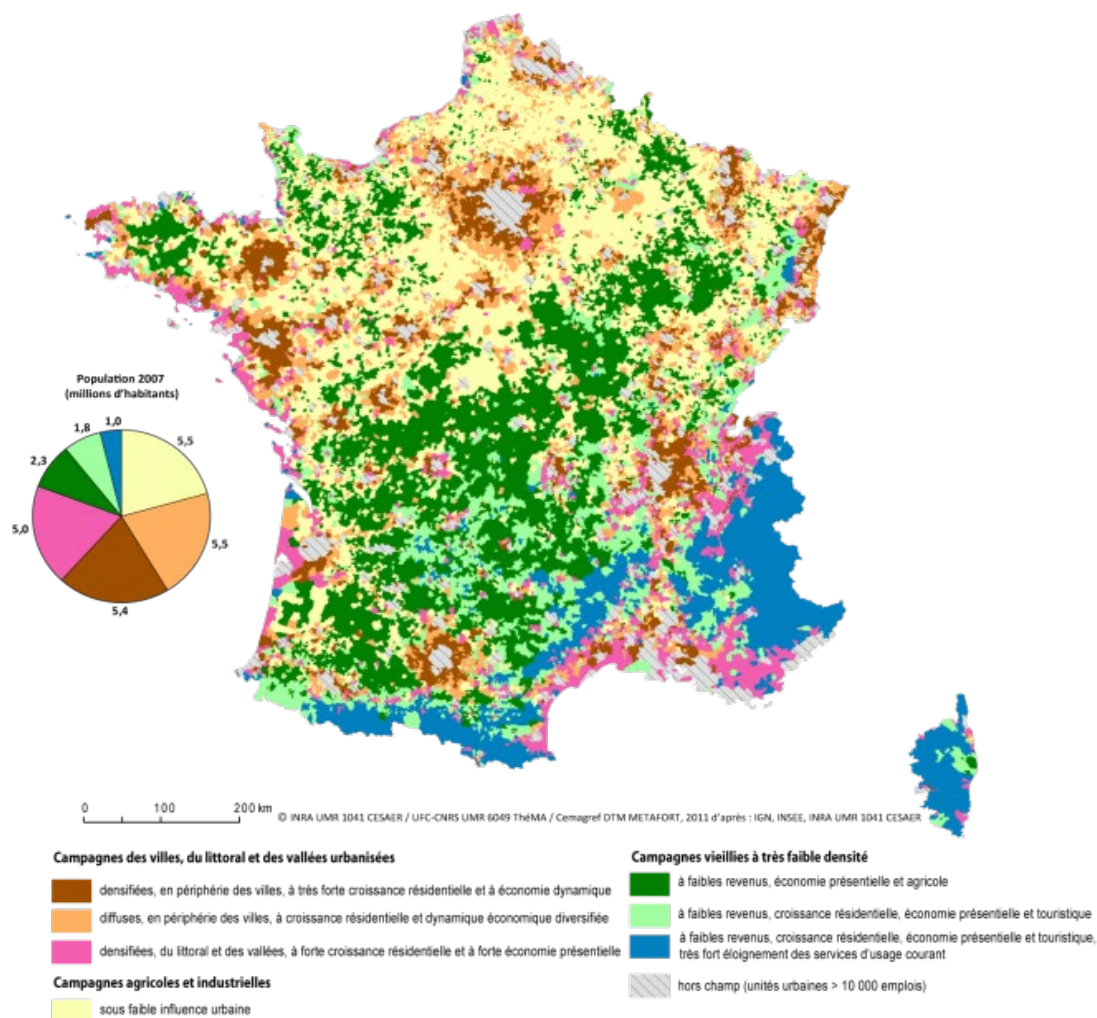 Population 2007
(millions d'habitants)
1,0
1,8
5,5
2,3
5,0
5,5
5,4
0 100 200 km
© INRA UMR 1041 CESAER / UFC-CNRS UMR 6049 ThéMA / Cemagref DTM METAFORT, 2011 d'après : IGN, INSEE, INRA UMR 1041 CESAER
Campagnes des villes, du littoral et des vallées urbanisées
densifiées, en périphérie des villes, à très forte croissance résidentielle et à économie dynamique
diffuses, en périphérie des villes, à croissance résidentielle et dynamique économique diversifiée
densifiées, du littoral et des vallées, à forte croissance résidentielle et à forte économie présentielle
Campagnes agricoles et industrielles
sous faible influence urbaine
Campagnes vieillies à très faible densité
à faibles revenus, économie présentielle et agricole
à faibles revenus, croissance résidentielle, économie présentielle et touristique
à faibles revenus, croissance résidentielle, économie présentielle et touristique,
très fort éloignement des services d'usage courant
hors champ (unités urbaines > 10 000 emplois)